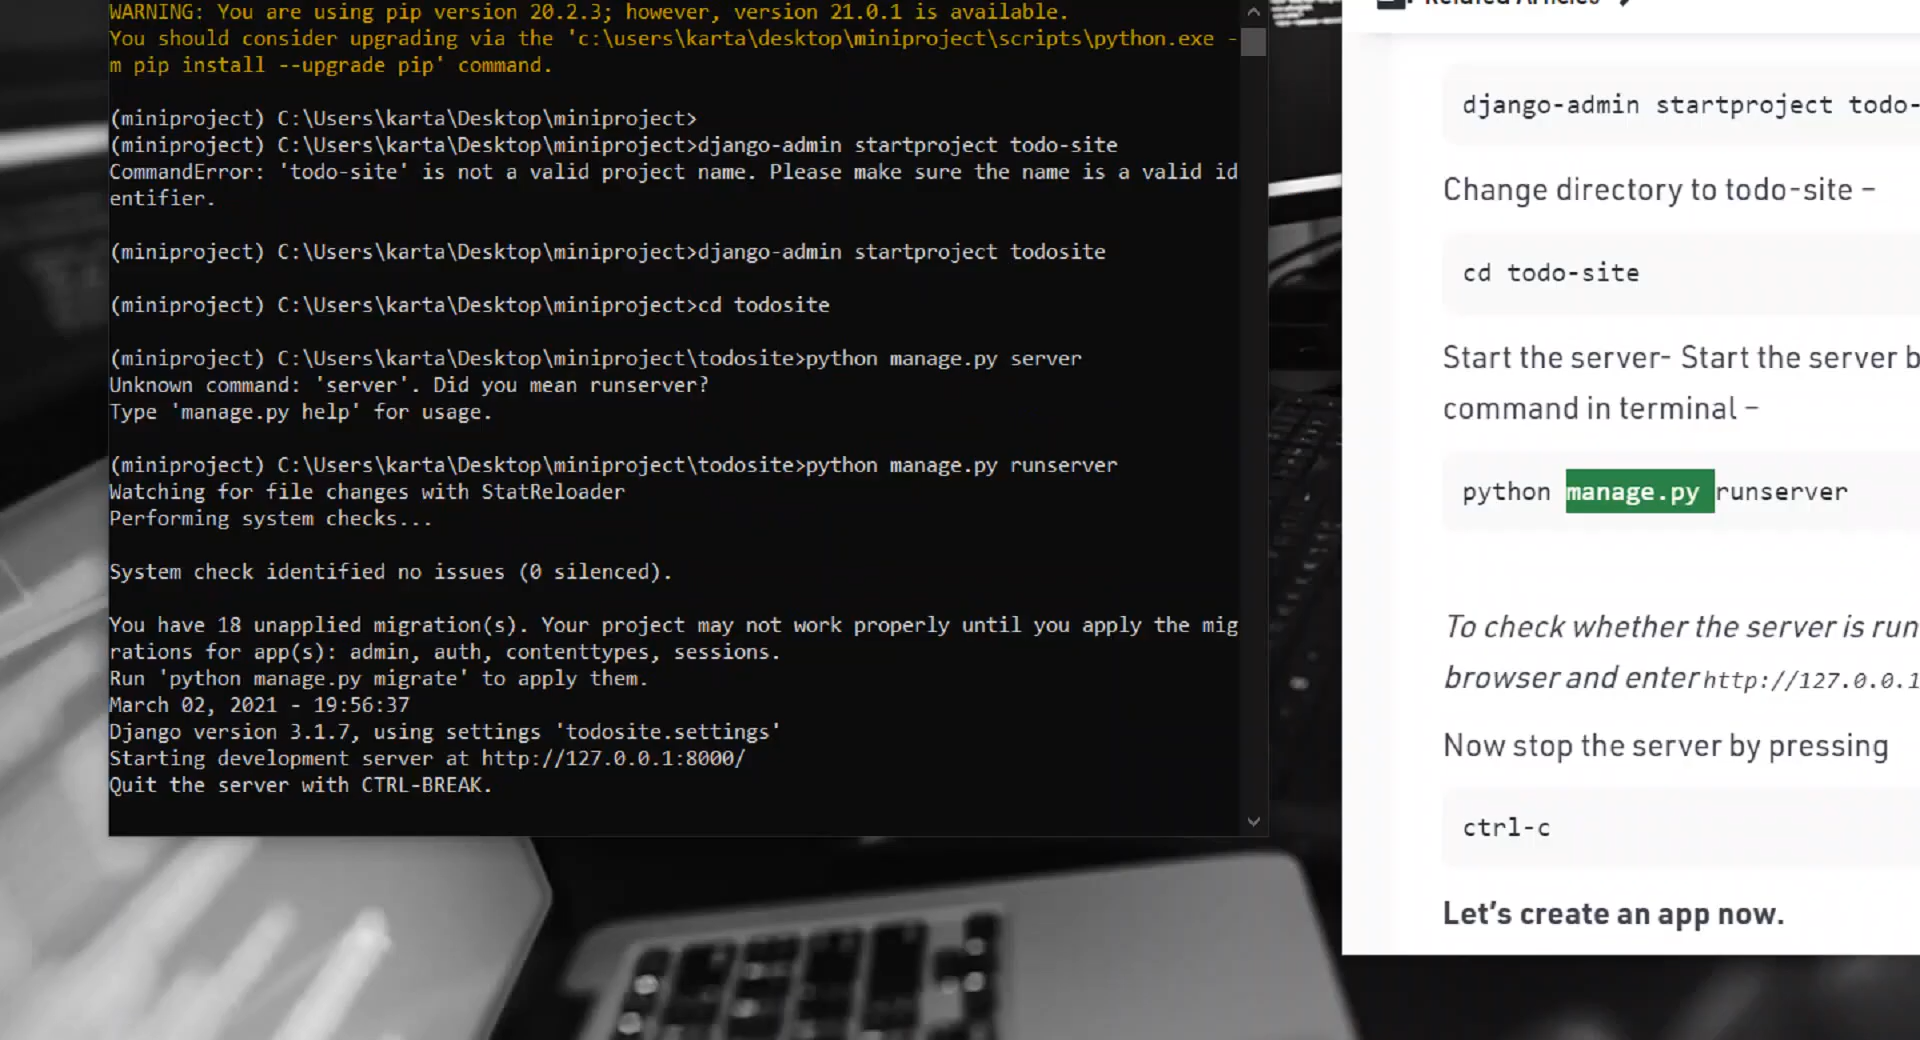 WARNING: You are using pip version 20.2.3; however, version 21.0.1 is available.
You should consider upgrading via the 'c:\users\karta\desktop\miniproject\scripts\python.exe -
m pip install --upgrade pip' command.
(miniproject) C:\Users\karta\Desktop\miniproject>
(miniproject) C:\Users\karta\Desktop\miniproject>django-admin startproject todo-site
CommandError: 'todo-site' is not a valid project name. Please make sure the name is a valid id
entifier.
(miniproject) C:\Users\karta\Desktop\miniproject>django-admin startproject todosite
(miniproject) C:\Users\karta\Desktop\miniproject>cd todosite
(miniproject) C:\Users\karta\Desktop\miniproject\todosite>python manage.py server
Unknown command: 'server'. Did you mean runserver?
Type 'manage.py help' for usage.
(miniproject) C:\Users\karta\Desktop\miniproject\todosite>python manage.py runserver
Watching for file changes with StatReloader
Performing system checks...
System check identified no issues (0 silenced).
You have 18 unapplied migration(s). Your project may not work properly until you apply the mig
rations for app(s): admin, auth, contenttypes, sessions.
Run 'python manage.py migrate' to apply them.
March 02, 2021 - 19:56:37
Django version 3.1.7, using settings 'todosite.settings'
Starting development server at http://127.0.0.1:8000/
Quit the server with CTRL-BREAK.
Related Articles
django-admin startproject todo-
Change directory to todo-site –
cd todo-site
Start the server- Start the server b
command in terminal –
python manage.py runserver
To check whether the server is run
browser and enter http://127.0.0.1
Now stop the server by pressing
ctrl-c
Let's create an app now.